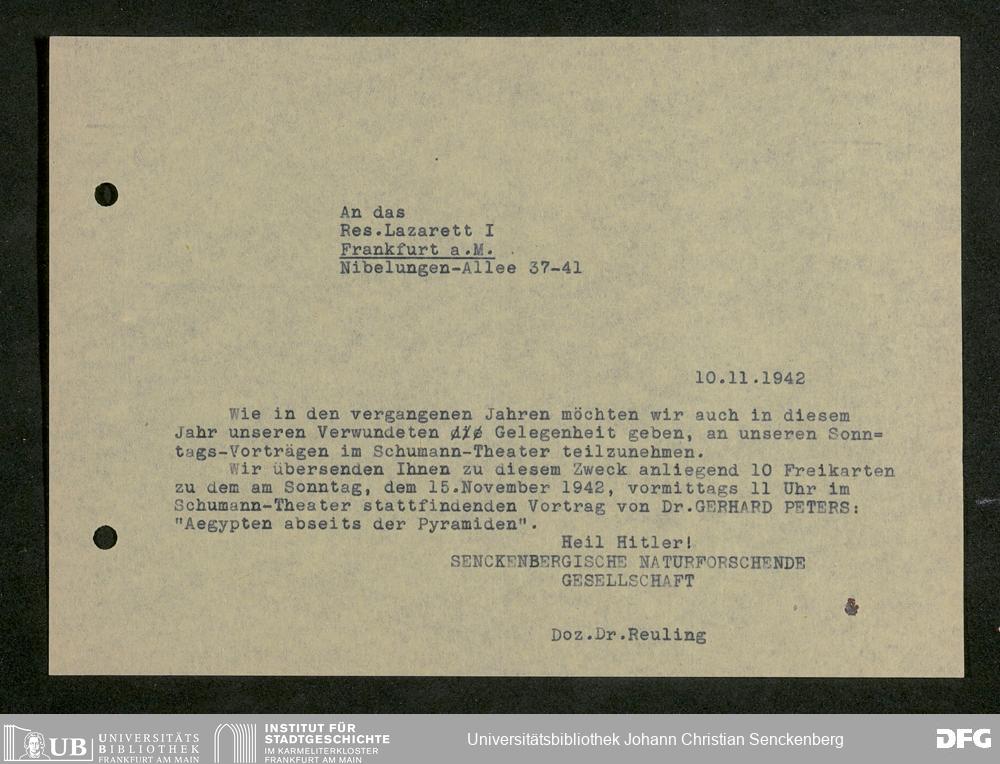 An das
Res.Lazarett I
Frankfurt a.M.
Nibelungen-Allee 37-41
10.11.1942
Wie in den vergangenen Jahren möchten wir auch in diesem
Jahr unseren Verwundeten Gelegenheit geben, an unseren Sonn=
tags-Vorträgen im Schumann-Theater teilzunehmen.
Wir übersenden Ihnen zu diesem Zweck anliegend 10 Freikarten
zu dem am Sonntag, dem 15.November 1942, vormittags 11 Uhr im
Schumann-Theater stattfindenden Vortrag von Dr.GERHARD PETERS:
"Aegypten abseits der Pyramiden".
Heil Hitler!
SENCKENBERGISCHE NATURFORSCHENDE
GESELLSCHAFT
Doz.Dr.Reuling
UB
UNIVERSITÄTS
BIBLIOTHEK
FRANKFURT AM MAIN
INSTITUT FÜR
STADTGESCHICHTE
IM KARMELITERKLOSTER
FRANKFURT AM MAIN
Universitätsbibliothek Johann Christian Senckenberg
DFG